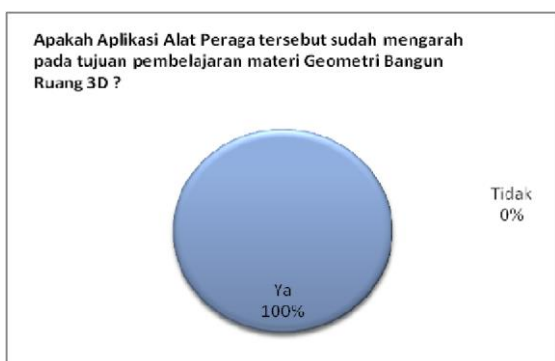 Apakah Aplikasi Alat Peraga tersebut sudah mengarah
pada tujuan pembelajaran materi Geometri Bangun
Ruang 3D ?
Tidak
0%
Ya
100%